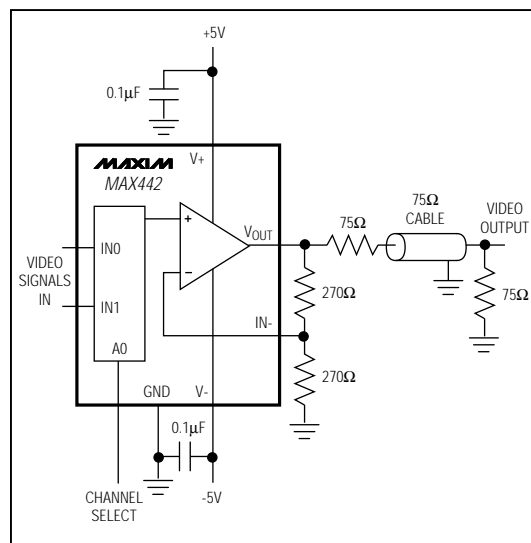 +5V
0.1μF
V+
MAXIM
MAX442
VOUT
75Ω
75Ω
CABLE
VIDEO
OUTPUT
VIDEO
SIGNALS
IN
IN0
IN1
A0
+
−
270Ω
75Ω
IN-
270Ω
GND
V-
0.1μF
CHANNEL
SELECT
-5V